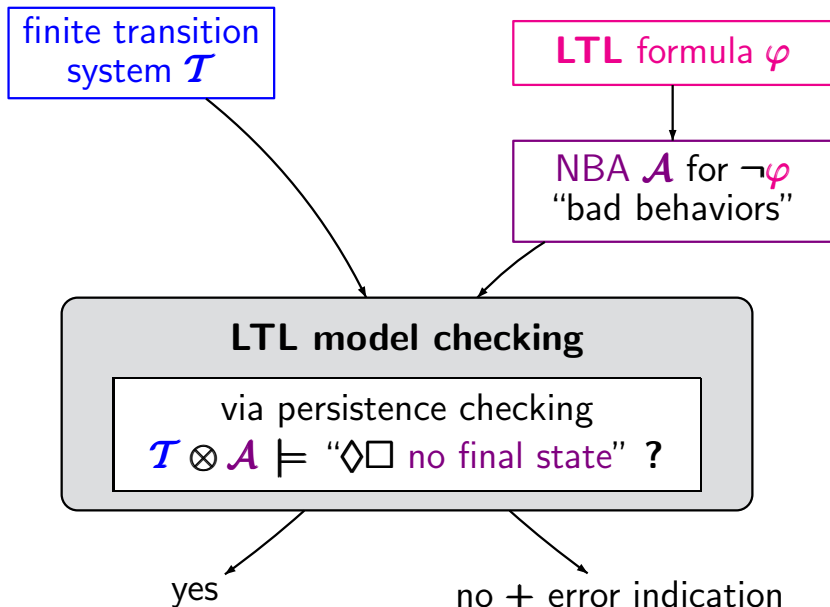 finite transition
system 𝓣
LTL formula φ
NBA 𝓐 for ¬φ
“bad behaviors”
LTL model checking
via persistence checking
𝓣 ⊗ 𝓐 ⊨ “◊□ no final state” ?
yes
no + error indication